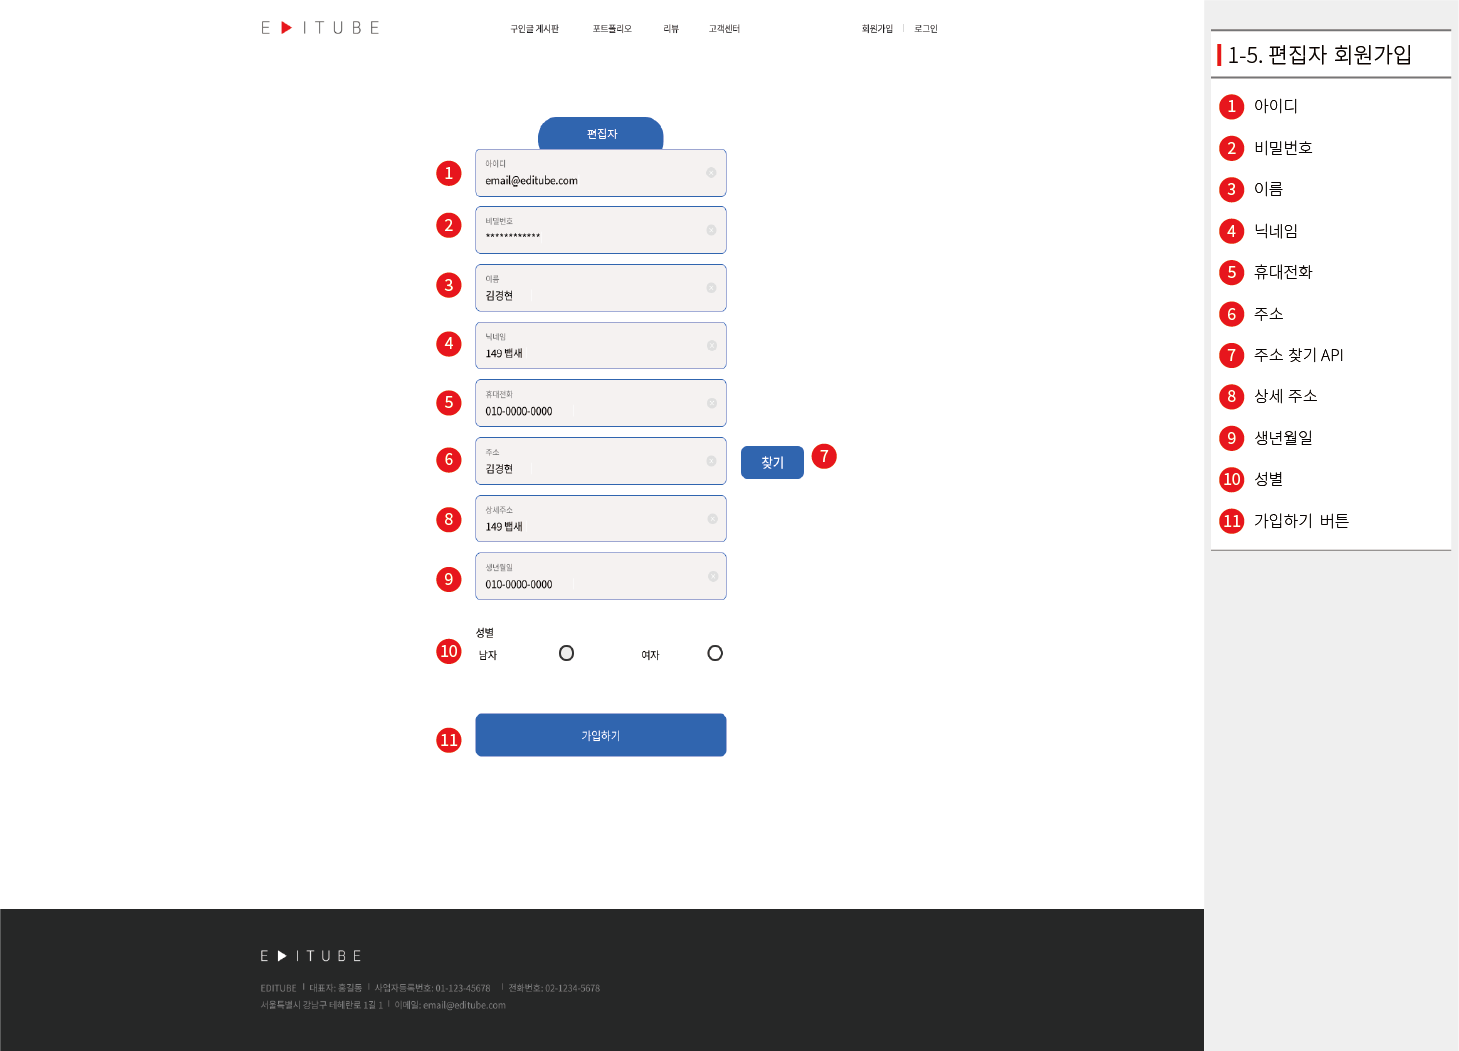 E ▶ I T U B E
구인글 게시판 포트폴리오 리뷰 고객센터 회원가입 | 로그인
편집자
1 아이디
email@editube.com
2 비밀번호
************
3 이름
김경현
4 닉네임
149 뱁새
5 휴대전화
010-0000-0000
6 주소
김경현
찾기 7
8 상세주소
149 뱁새
9 생년월일
010-0000-0000
10 성별
남자 여자
11 가입하기
E ▶ I T U B E
EDITUBE | 대표자: 홍길동 | 사업자등록번호: 01-123-45678 | 전화번호: 02-1234-5678
서울특별시 강남구 테헤란로 1길 1 | 이메일: email@editube.com
1-5. 편집자 회원가입
1 아이디
2 비밀번호
3 이름
4 닉네임
5 휴대전화
6 주소
7 주소 찾기 API
8 상세 주소
9 생년월일
10 성별
11 가입하기 버튼